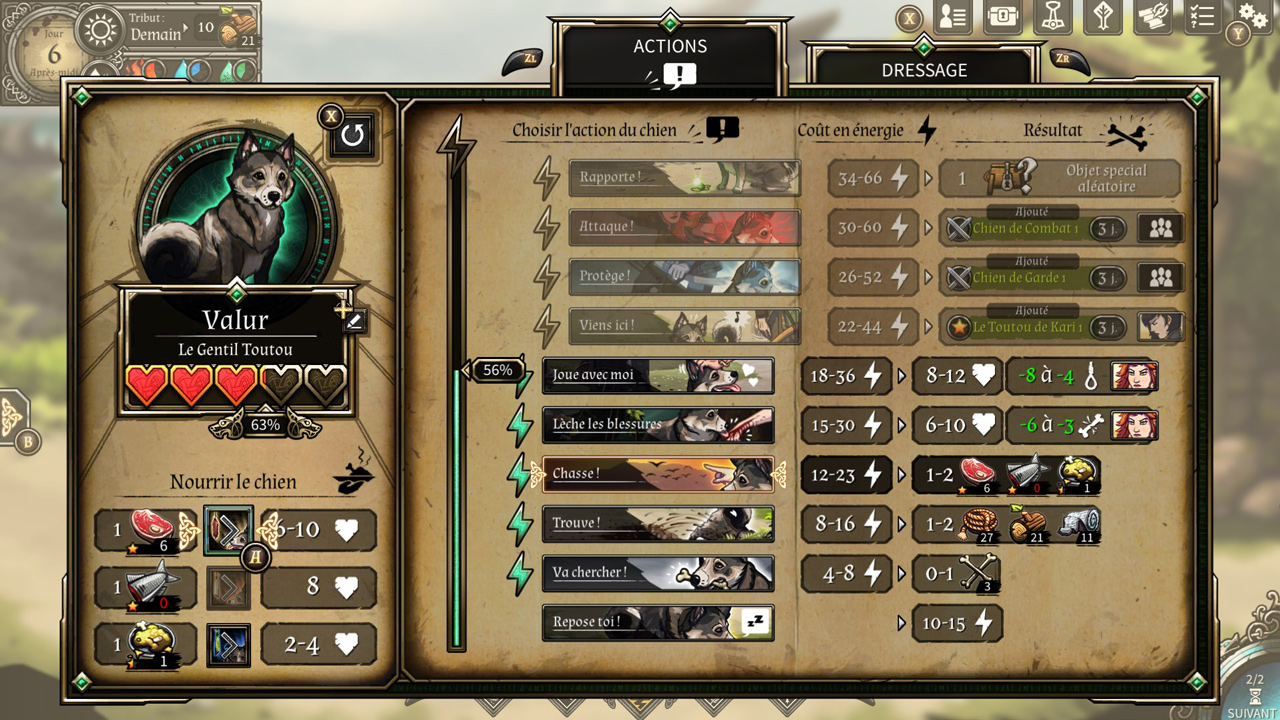 Jour
6
Après-midi
Tribut :
Demain
10
21
ZL
ACTIONS
!
DRESSAGE
ZR
X
Y
X
Valur
Le Gentil Toutou
63%
Nourrir le chien
1
6
6-10
A
1
0
8
1
1
2-4
B
Choisir l'action du chien
!
Coût en énergie
Résultat
Rapporte !
34-66
1
?
Objet special
aléatoire
Attaque !
30-60
Ajouté
Chien de Combat 1
3 j.
Protège !
26-52
Ajouté
Chien de Garde 1
3 j.
Viens ici !
22-44
Ajouté
Le Toutou de Kari 1
3 j.
56%
Joue avec moi
18-36
8-12
-8 à -4
Lèche les blessures
15-30
6-10
-6 à -3
Chasse !
12-23
1-2
6
0
1
Trouve !
8-16
1-2
27
21
11
Va chercher !
4-8
0-1
3
Repose toi !
zZ
10-15
2/2
SUIVANT